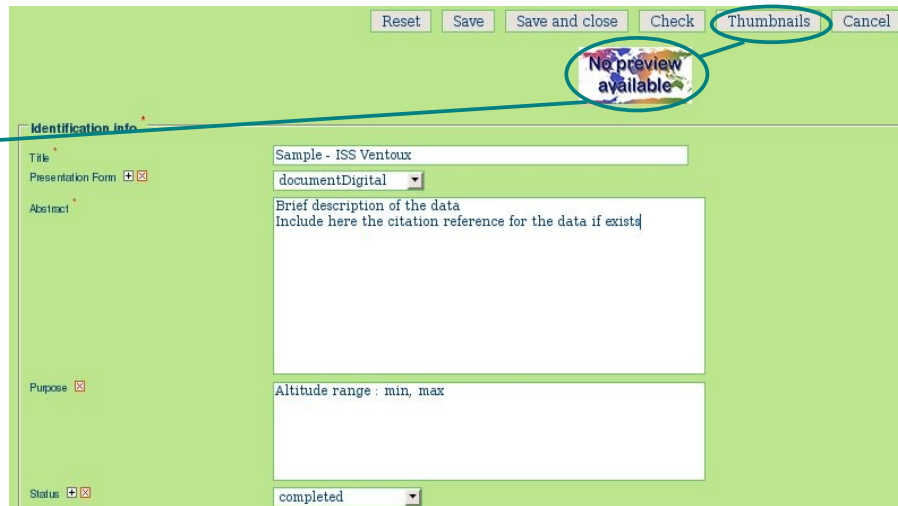 Reset Save Save and close Check Thumbnails Cancel
No preview
available
Identification info *
Title *
Sample - ISS Ventoux
Presentation Form
documentDigital
Abstract *
Brief description of the data
Include here the citation reference for the data if exists
Purpose
Altitude range : min, max
Status
completed